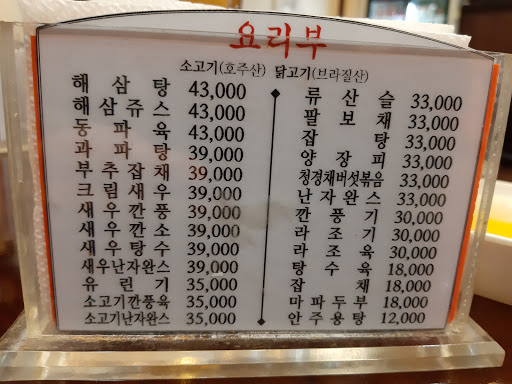 요리부
소고기(호주산) 닭고기(브라질산)
해삼탕 43,000
해삼쥬스 43,000
동파육 43,000
과파탕 39,000
부추잡채 39,000
크림새우 39,000
새우깐풍 39,000
새우깐소 39,000
새우탕수 39,000
새우난자완스 39,000
유린기 35,000
소고기깐풍육 35,000
소고기난자완스 35,000
류산슬 33,000
팔보채 33,000
잡탕 33,000
양장피 33,000
청경채버섯볶음 33,000
난자완스 33,000
깐풍기 30,000
라조기 30,000
라조육 30,000
탕수육 18,000
잡채 18,000
마파두부 18,000
안주용탕 12,000